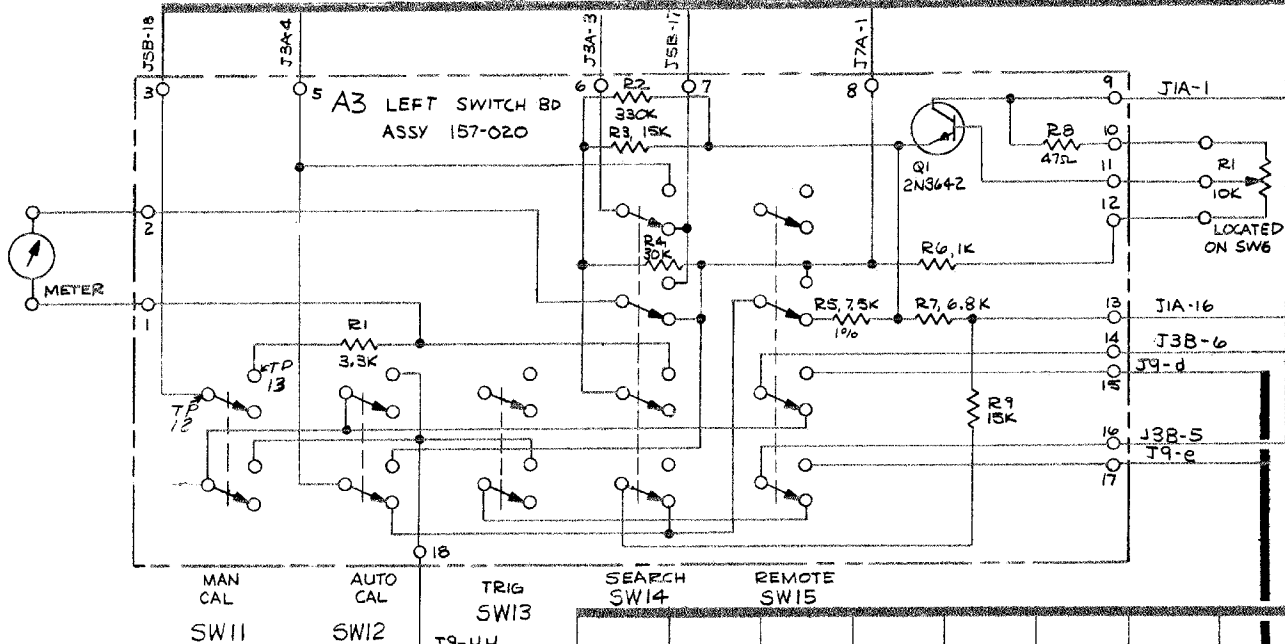 J5B-18
J3A-4
J3A-3
J5B-17
J7A-1
3
5
A3 LEFT SWITCH BD
ASSY 157-020
6
R2
330K
R3, 15K
7
8
9
J1A-1
10
R8
47Ω
11
Q1
2N3642
R1
10K
12
LOCATED
ON SW6
2
METER
1
R4,
30K
R6, 1K
R5, 7.5K
1%
R7, 6.8K
13
J1A-16
14
J3B-6
15
J9-d
R1
3.3K
TP
13
TP
12
R9
15K
16
J3B-5
J9-e
17
18
MAN
CAL
SW11
AUTO
CAL
SW12
TRIG
SW13
SEARCH
SW14
REMOTE
SW15